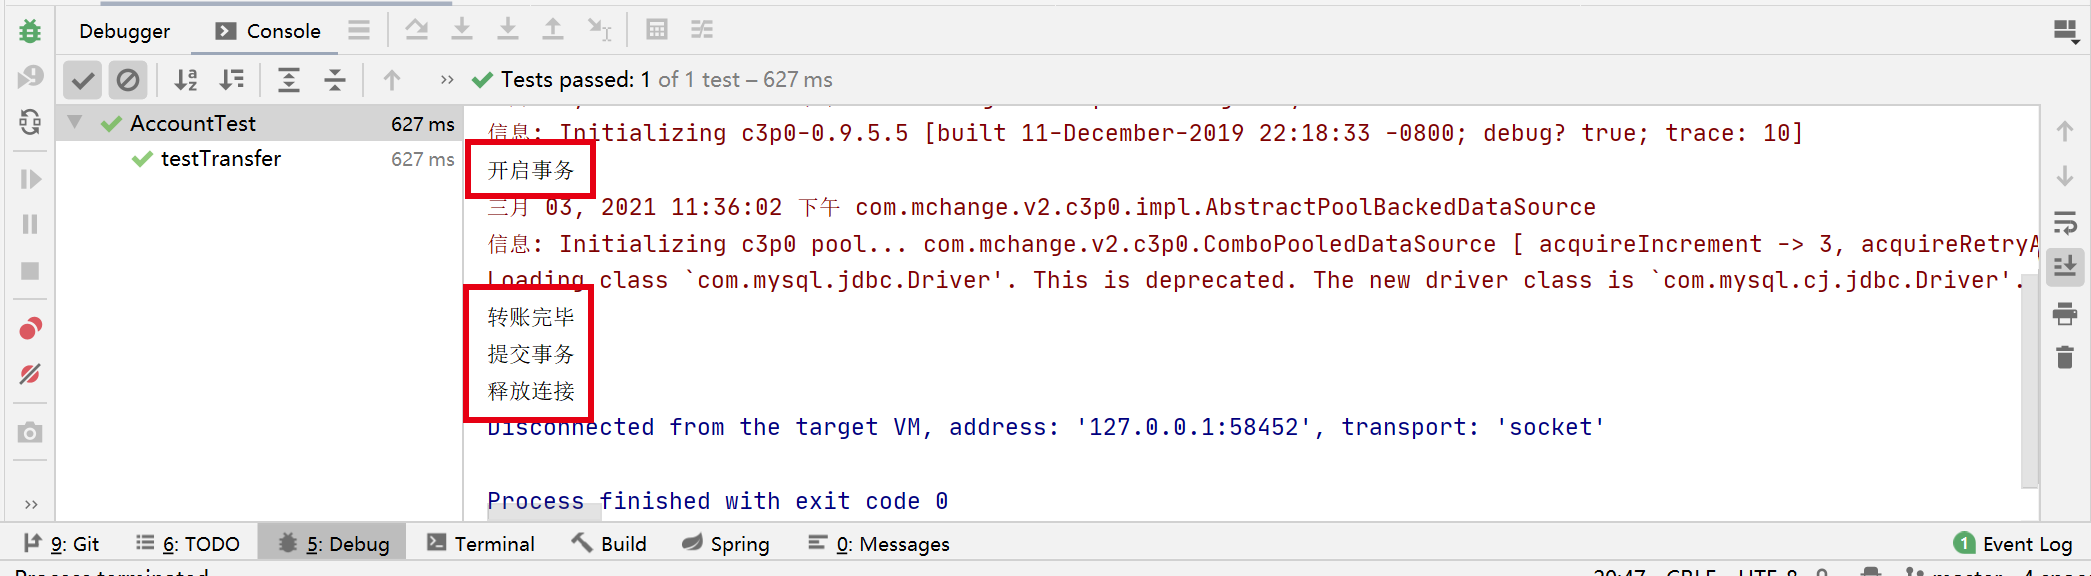 Debugger
Console
Tests passed: 1 of 1 test – 627 ms
AccountTest 627 ms
testTransfer 627 ms
信息: Initializing c3p0-0.9.5.5 [built 11-December-2019 22:18:33 -0800; debug? true; trace: 10]
开启事务
三月 03, 2021 11:36:02 下午 com.mchange.v2.c3p0.impl.AbstractPoolBackedDataSource
信息: Initializing c3p0 pool... com.mchange.v2.c3p0.ComboPooledDataSource [ acquireIncrement -> 3, acquireRetryA
Loading class `com.mysql.jdbc.Driver'. This is deprecated. The new driver class is `com.mysql.cj.jdbc.Driver'.
转账完毕
提交事务
释放连接
Disconnected from the target VM, address: '127.0.0.1:58452', transport: 'socket'
Process finished with exit code 0
9: Git
6: TODO
5: Debug
Terminal
Build
Spring
0: Messages
1 Event Log
Process terminated